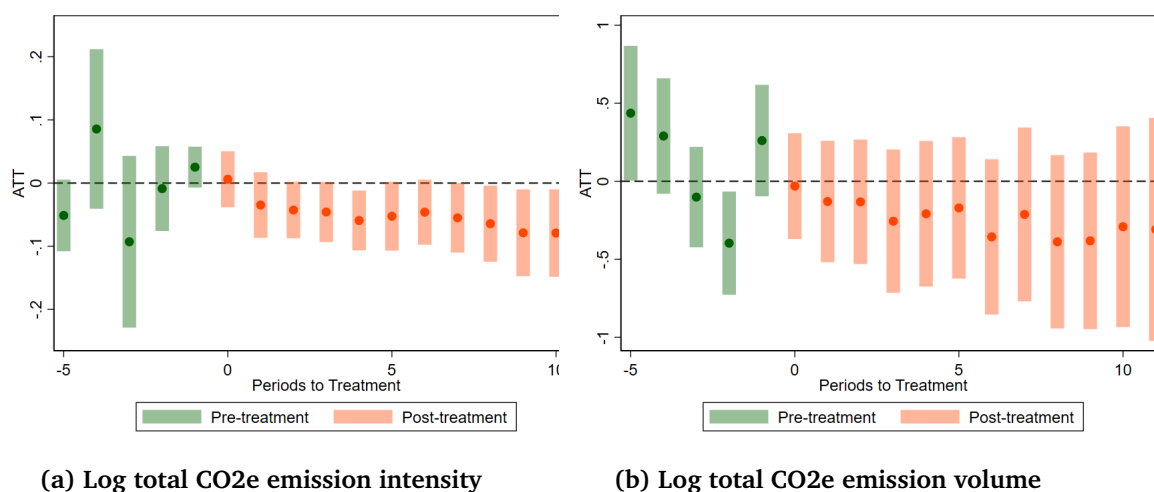 .2
.1
0
-.1
-.2
ATT
-5
0
5
10
Periods to Treatment
Pre-treatment
Post-treatment
(a) Log total CO2e emission intensity
1
.5
0
-.5
-1
ATT
-5
0
5
10
Periods to Treatment
Pre-treatment
Post-treatment
(b) Log total CO2e emission volume